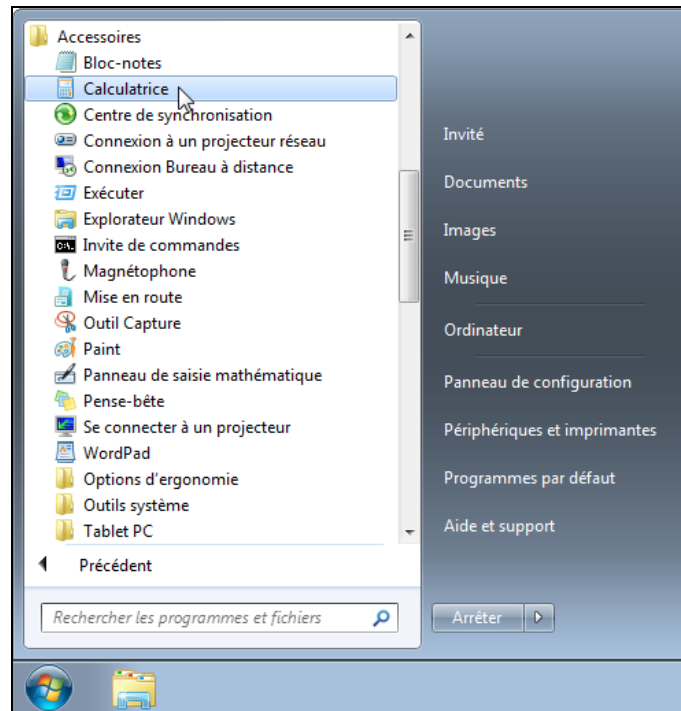 Accessoires
Bloc-notes
Calculatrice
Centre de synchronisation
Connexion à un projecteur réseau
Connexion Bureau à distance
Exécuter
Explorateur Windows
Invite de commandes
Magnétophone
Mise en route
Outil Capture
Paint
Panneau de saisie mathématique
Pense-bête
Se connecter à un projecteur
WordPad
Options d'ergonomie
Outils système
Tablet PC
Précédent
Rechercher les programmes et fichiers
Invité
Documents
Images
Musique
Ordinateur
Panneau de configuration
Périphériques et imprimantes
Programmes par défaut
Aide et support
Arrêter